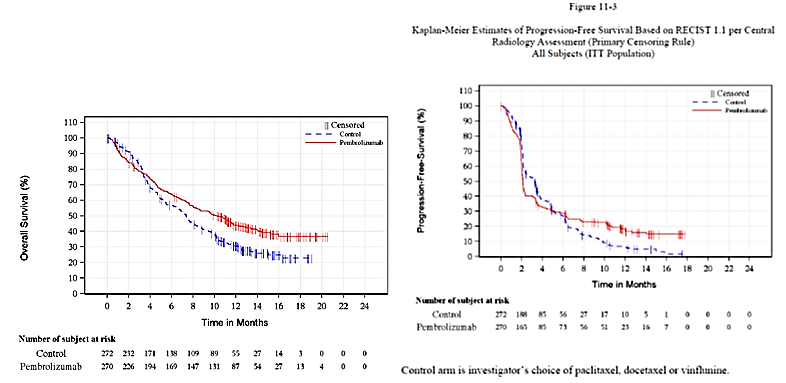 Figure 11-3
Kaplan-Meier Estimates of Progression-Free Survival Based on RECIST 1.1 per Central
Radiology Assessment (Primary Censoring Rule)
All Subjects (ITT Population)
Overall Survival (%)
110
100
90
80
70
60
50
40
30
20
10
0
|| Censored
Control
Pembrolizumab
0 2 4 6 8 10 12 14 16 18 20 22 24
Time in Months
Number of subject at risk
Control 272 232 171 138 109 89 55 27 14 3 0 0 0
Pembrolizumab 270 226 194 169 147 131 87 54 27 13 4 0 0
Progression-Free-Survival (%)
110
100
90
80
70
60
50
40
30
20
10
0
|| Censored
Control
Pembrolizumab
0 2 4 6 8 10 12 14 16 18 20 22 24
Time in Months
Number of subject at risk
Control 272 188 85 56 27 17 10 5 1 0 0 0 0
Pembrolizumab 270 165 85 73 56 51 23 16 7 0 0 0 0
Control arm is investigator's choice of paclitaxel, docetaxel or vinflunine.